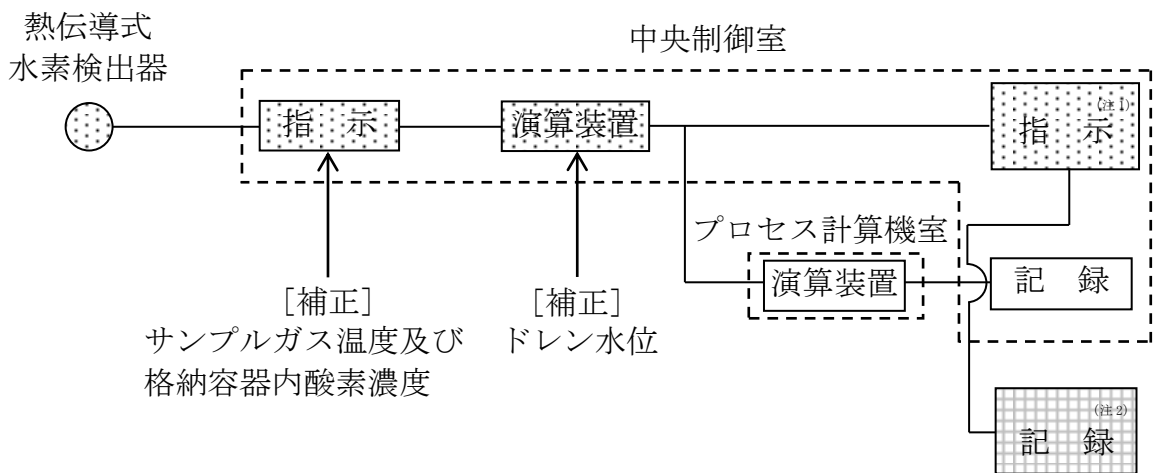 熱伝導式
水素検出器
中央制御室
指　示
演算装置
(注1)
指　示
プロセス計算機室
演算装置
記　録
[補正]
サンプルガス温度及び
格納容器内酸素濃度
[補正]
ドレン水位
(注2)
記　録